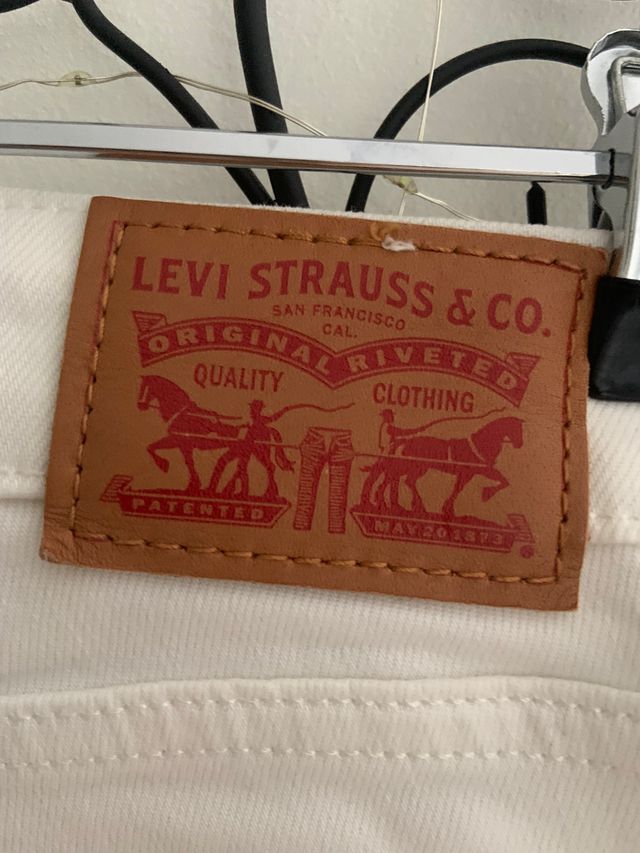 LEVI STRAUSS & CO.
SAN FRANCISCO
CAL.
ORIGINAL RIVETED
QUALITY CLOTHING
PATENTED MAY 20 1873